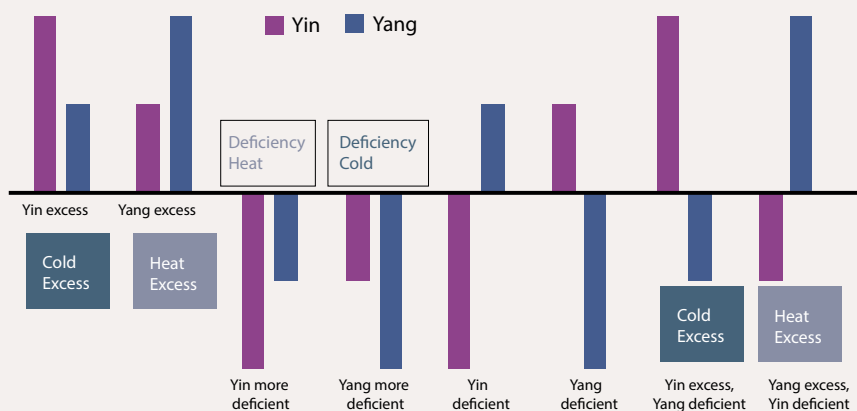 Yin
Yang
Deficiency
Heat
Deficiency
Cold
Yin excess
Yang excess
Cold
Excess
Heat
Excess
Cold
Excess
Heat
Excess
Yin more
deficient
Yang more
deficient
Yin
deficient
Yang
deficient
Yin excess,
Yang deficient
Yang excess,
Yin deficient